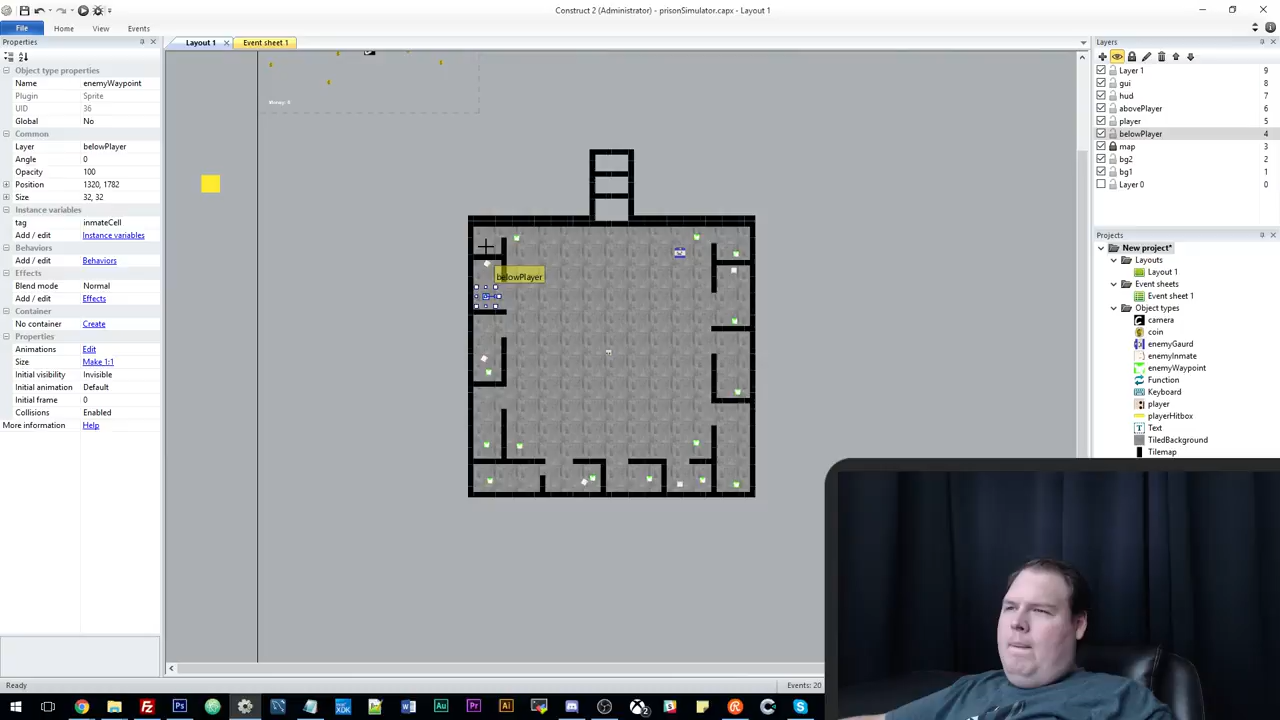 Construct 2 (Administrator) - prisonSimulator.capx - Layout 1
File
Home
View
Events
Properties
Layout 1
Event sheet 1
Layers
Object type properties
Name enemyWaypoint
Plugin Sprite
UID 36
Global No
Common
Layer belowPlayer
Angle 0
Opacity 100
Position 1320, 1782
Size 32, 32
Instance variables
tag inmateCell
Add / edit Instance variables
Behaviors
Add / edit Behaviors
Effects
Blend mode Normal
Add / edit Effects
Container
No container Create
Properties
Animations Edit
Size Make 1:1
Initial visibility Invisible
Initial animation Default
Initial frame 0
Collisions Enabled
More information Help
Money: 0
belowPlayer
Layer 1 9
gui 8
hud 7
abovePlayer 6
player 5
belowPlayer 4
map 3
bg2 2
bg1 1
Layer 0 0
Projects
New project*
Layouts
Layout 1
Event sheets
Event sheet 1
Object types
camera
coin
enemyGaurd
enemyInmate
enemyWaypoint
Function
Keyboard
player
playerHitbox
Text
TiledBackground
Tilemap
Ready
Events: 20